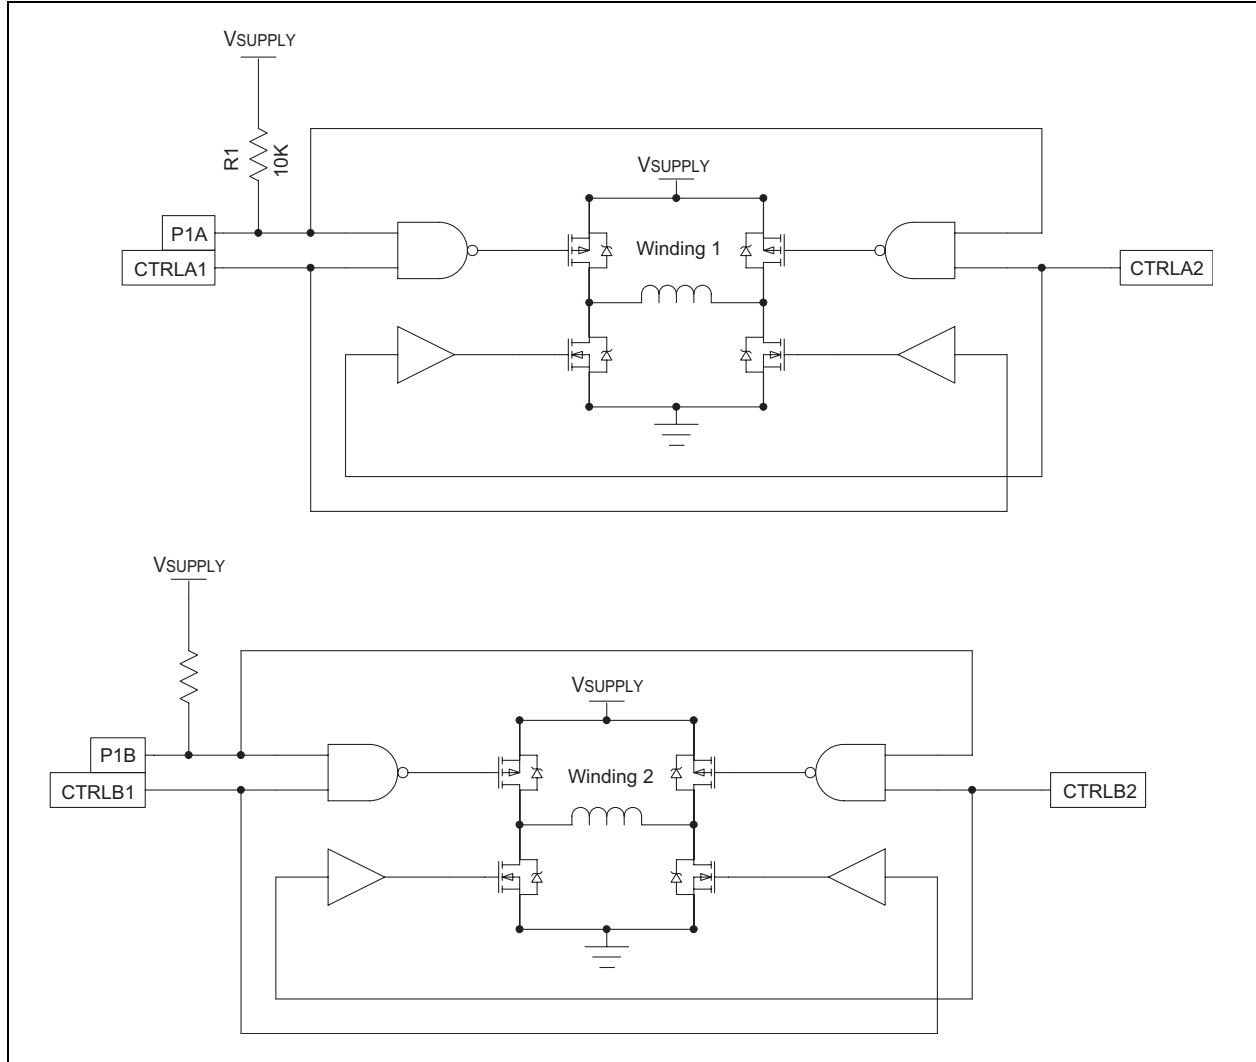 VSUPPLY
R1
10K
VSUPPLY
P1A
Winding 1
CTRLA1
CTRLA2
VSUPPLY
VSUPPLY
P1B
Winding 2
CTRLB1
CTRLB2